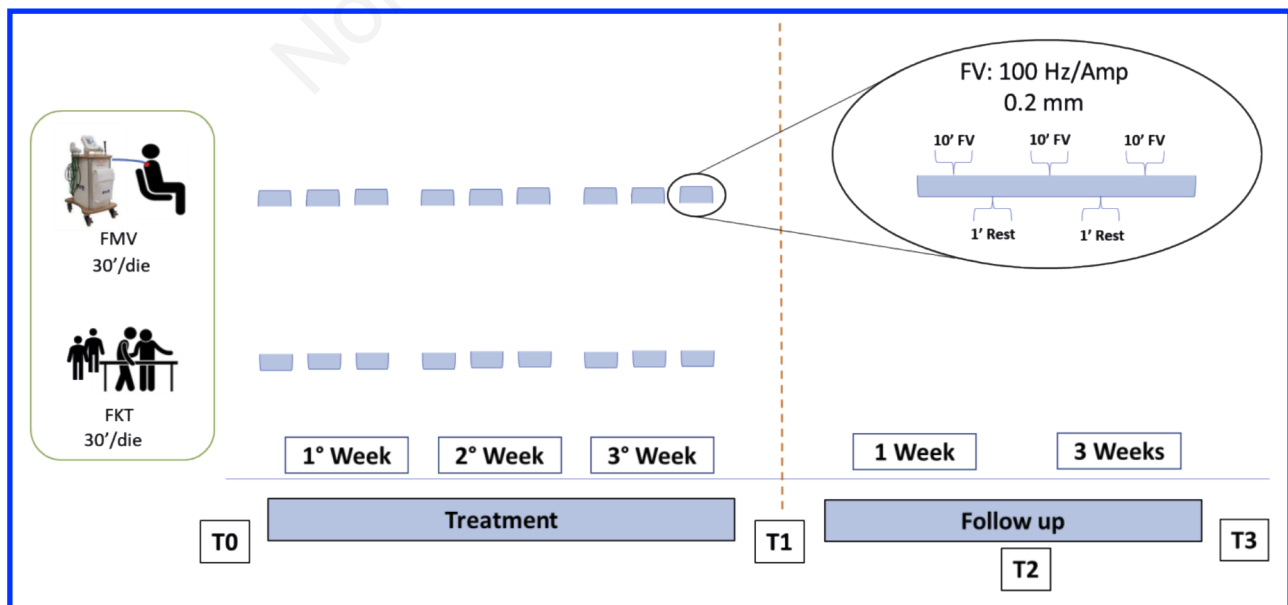 No
FV: 100 Hz/Amp
0.2 mm
10' FV
10' FV
10' FV
1' Rest
1' Rest
FMV
30'/die
FKT
30'/die
1° Week
2° Week
3° Week
1 Week
3 Weeks
Treatment
Follow up
T0
T1
T2
T3